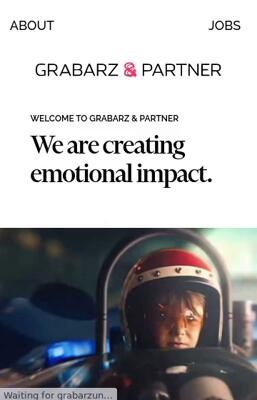 ABOUT JOBS
GRABARZ & PARTNER
WELCOME TO GRABARZ & PARTNER
We are creating
emotional impact.
Waiting for grabarzun...